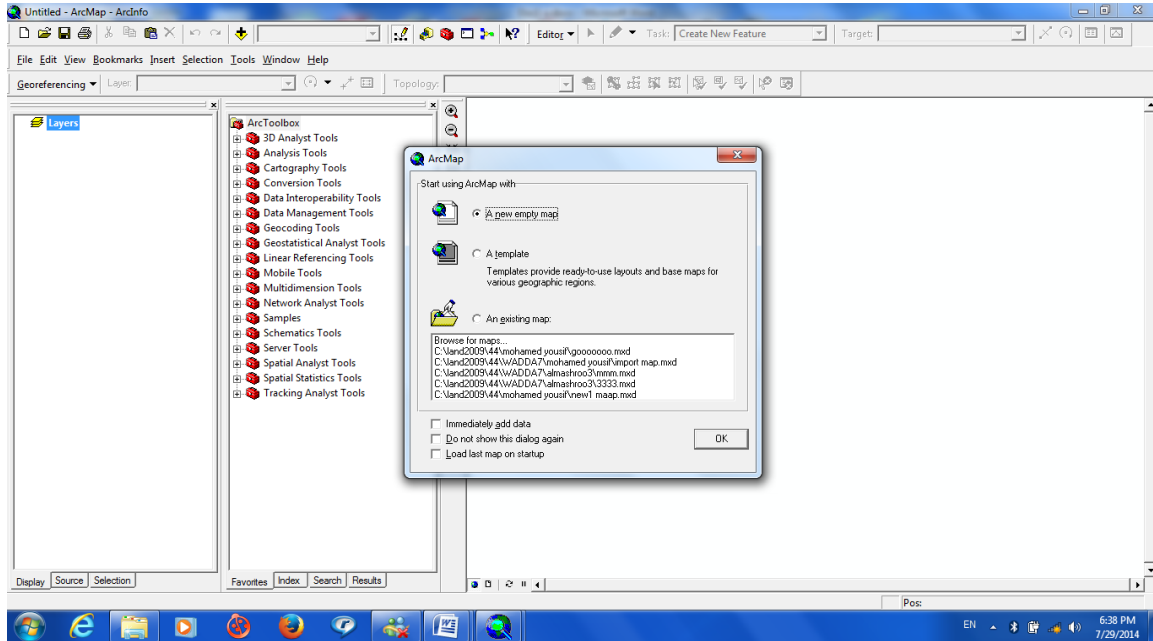 Untitled - ArcMap - ArcInfo
Editor Task: Create New Feature Target:
File Edit View Bookmarks Insert Selection Tools Window Help
Georeferencing Layer: Topology:
Layers
ArcToolbox
3D Analyst Tools
Analysis Tools
Cartography Tools
Conversion Tools
Data Interoperability Tools
Data Management Tools
Geocoding Tools
Geostatistical Analyst Tools
Linear Referencing Tools
Mobile Tools
Multidimension Tools
Network Analyst Tools
Samples
Schematics Tools
Server Tools
Spatial Analyst Tools
Spatial Statistics Tools
Tracking Analyst Tools
ArcMap
Start using ArcMap with
A new empty map
A template
Templates provide ready-to-use layouts and base maps for
various geographic regions.
An existing map:
Browse for maps...
C:\land2009\44\mohamed yousif\gooooooo.mxd
C:\land2009\44\WADDA7\mohamed yousif\import map.mxd
C:\land2009\44\WADDA7\almashroo3\mmm.mxd
C:\land2009\44\WADDA7\almashroo3\3333.mxd
C:\land2009\44\mohamed yousif\new1 maap.mxd
Immediately add data
Do not show this dialog again
Load last map on startup
OK
Display Source Selection
Favorites Index Search Results
Pos:
EN
6:38 PM
7/29/2014